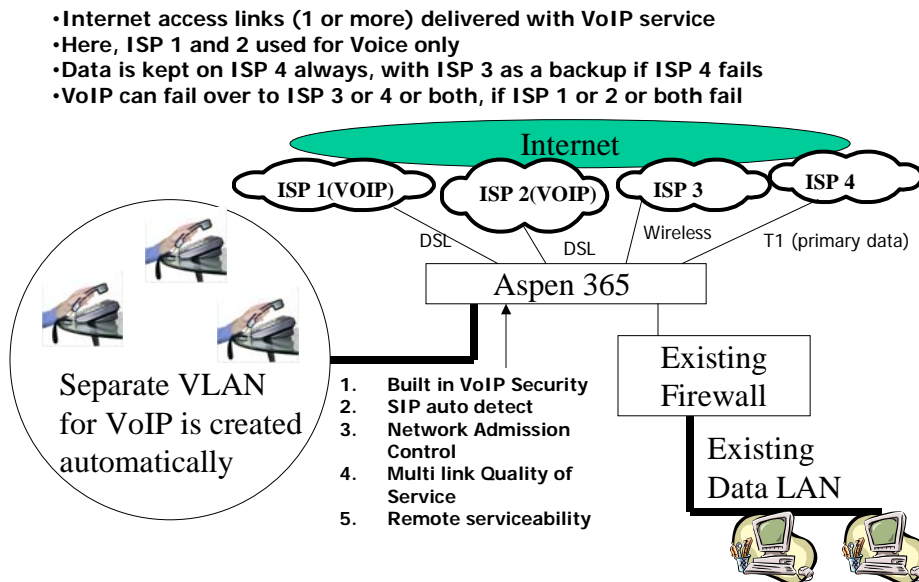 •Internet access links (1 or more) delivered with VoIP service
•Here, ISP 1 and 2 used for Voice only
•Data is kept on ISP 4 always, with ISP 3 as a backup if ISP 4 fails
•VoIP can fail over to ISP 3 or 4 or both, if ISP 1 or 2 or both fail
Internet
ISP 1(VOIP)
ISP 2(VOIP)
ISP 3
ISP 4
DSL
DSL
Wireless
T1 (primary data)
Aspen 365
Separate VLAN
for VoIP is created
automatically
1. Built in VoIP Security
2. SIP auto detect
3. Network Admission
Control
4. Multi link Quality of
Service
5. Remote serviceability
Existing
Firewall
Existing
Data LAN